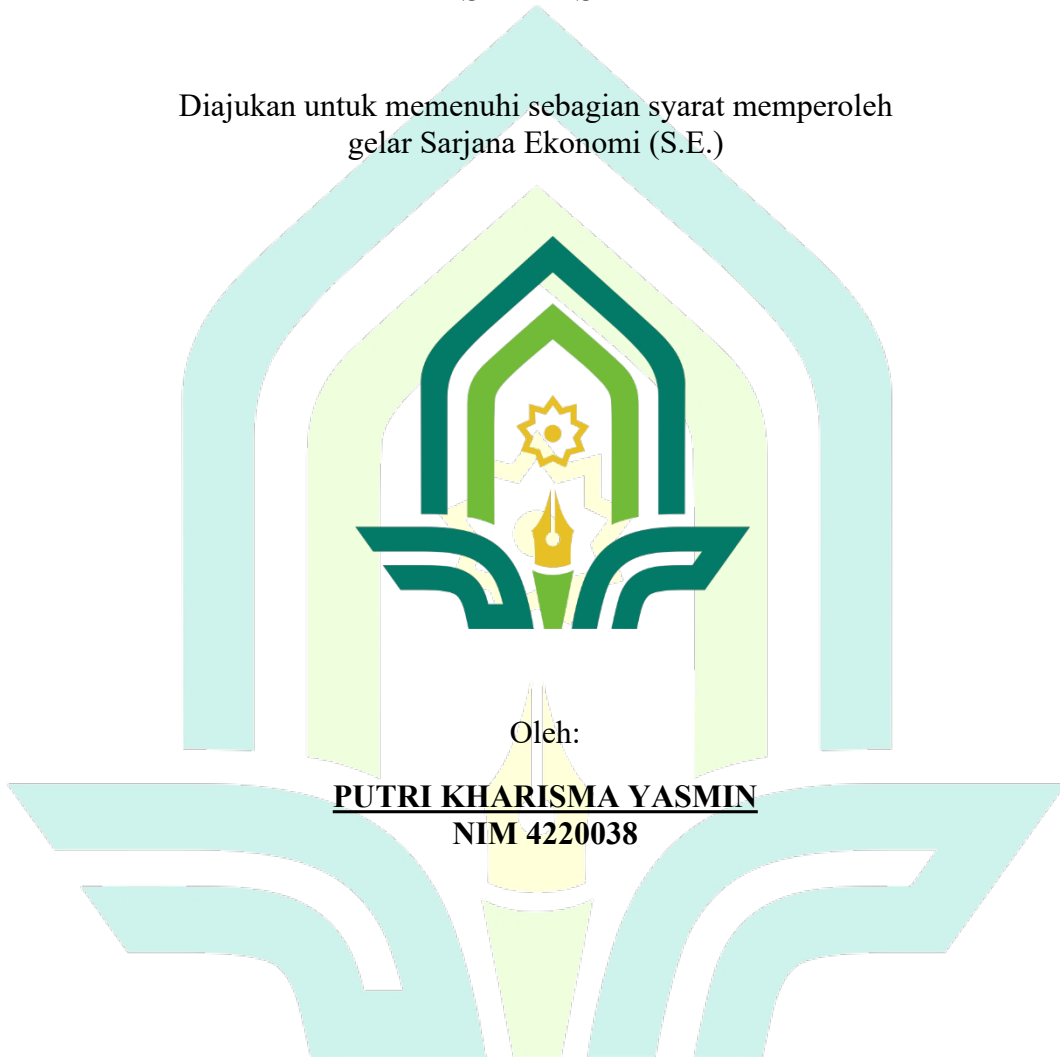 Diajukan untuk memenuhi sebagian syarat memperoleh
gelar Sarjana Ekonomi (S.E.)
Oleh:
PUTRI KHARISMA YASMIN
NIM 4220038